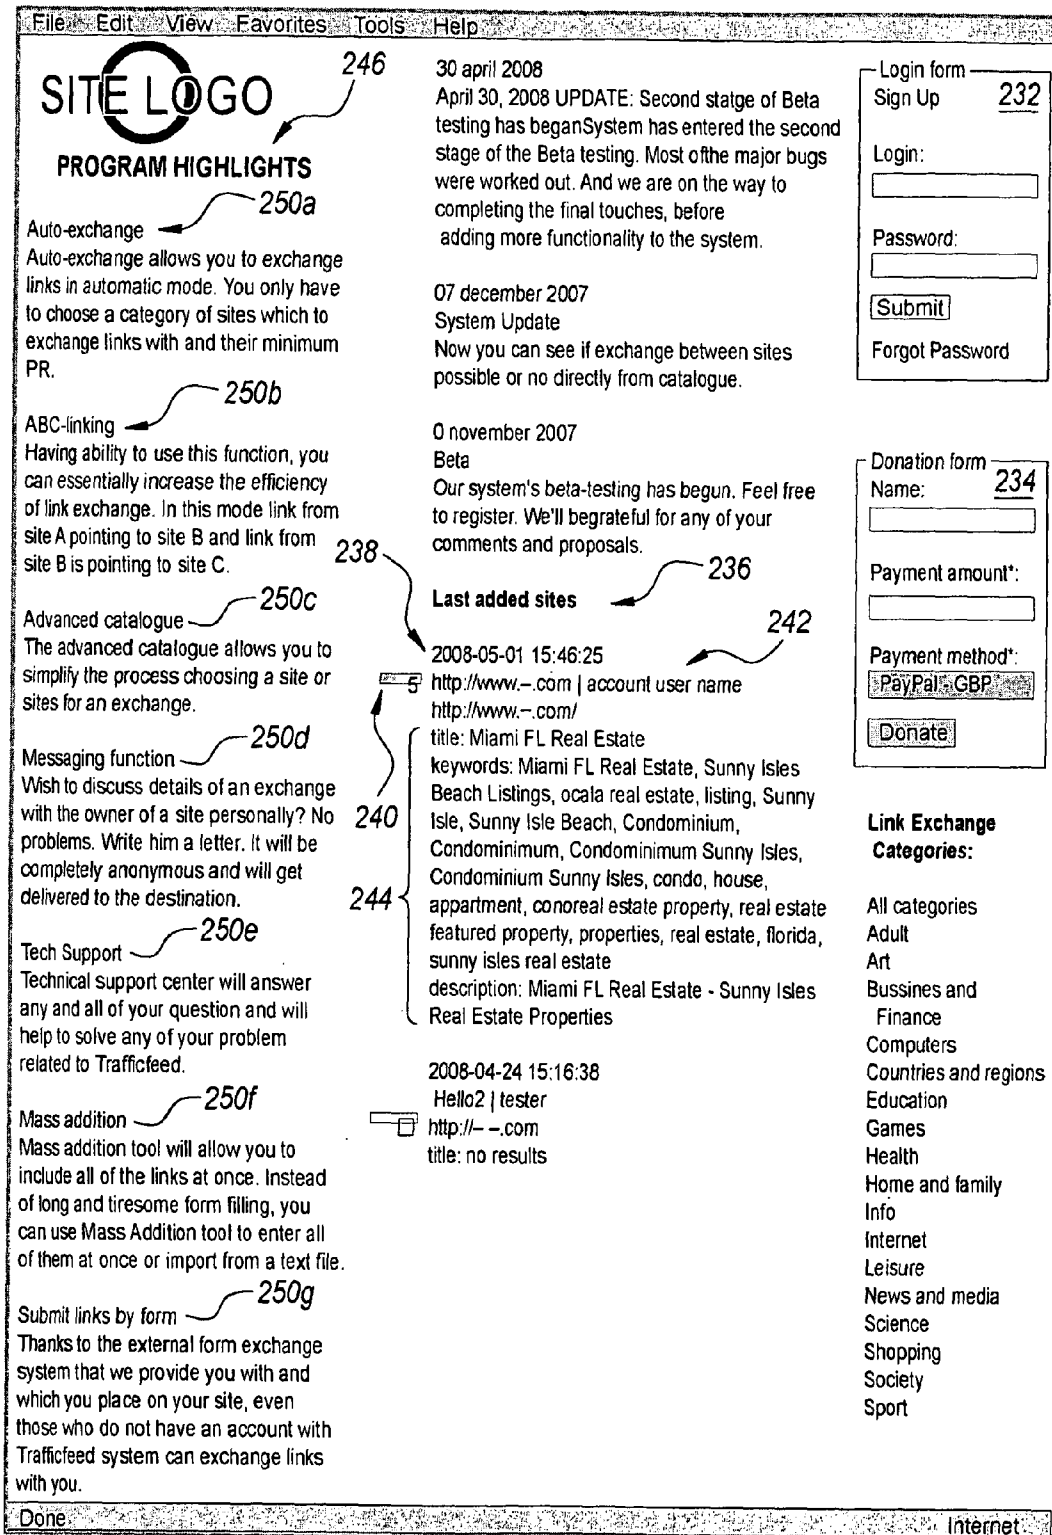 File Edit View Favorites Tools Help
SITE LOGO
246
PROGRAM HIGHLIGHTS
250a
Auto-exchange
Auto-exchange allows you to exchange
links in automatic mode. You only have
to choose a category of sites which to
exchange links with and their minimum
PR.
250b
ABC-linking
Having ability to use this function, you
can essentially increase the efficiency
of link exchange. In this mode link from
site A pointing to site B and link from
site B is pointing to site C.
250c
Advanced catalogue
The advanced catalogue allows you to
simplify the process choosing a site or
sites for an exchange.
250d
Messaging function
Wish to discuss details of an exchange
with the owner of a site personally? No
problems. Write him a letter. It will be
completely anonymous and will get
delivered to the destination.
250e
Tech Support
Technical support center will answer
any and all of your question and will
help to solve any of your problem
related to Trafficfeed.
250f
Mass addition
Mass addition tool will allow you to
include all of the links at once. Instead
of long and tiresome form filling, you
can use Mass Addition tool to enter all
of them at once or import from a text file.
250g
Submit links by form
Thanks to the external form exchange
system that we provide you with and
which you place on your site, even
those who do not have an account with
Trafficfeed system can exchange links
with you.
30 april 2008
April 30, 2008 UPDATE: Second statge of Beta
testing has beganSystem has entered the second
stage of the Beta testing. Most ofthe major bugs
were worked out. And we are on the way to
completing the final touches, before
adding more functionality to the system.
07 december 2007
System Update
Now you can see if exchange between sites
possible or no directly from catalogue.
0 november 2007
Beta
Our system's beta-testing has begun. Feel free
to register. We'll begrateful for any of your
comments and proposals.
238
236
Last added sites
242
2008-05-01 15:46:25
5 http://www.–.com | account user name
http://www.–.com/
240
244
title: Miami FL Real Estate
keywords: Miami FL Real Estate, Sunny Isles
Beach Listings, ocala real estate, listing, Sunny
Isle, Sunny Isle Beach, Condominium,
Condominimum, Condominimum Sunny Isles,
Condominium Sunny Isles, condo, house,
appartment, conoreal estate property, real estate
featured property, properties, real estate, florida,
sunny isles real estate
description: Miami FL Real Estate - Sunny Isles
Real Estate Properties
2008-04-24 15:16:38
Hello2 | tester
http://– –.com
title: no results
Login form
Sign Up 232
Login:
Password:
Submit
Forgot Password
Donation form
Name: 234
Payment amount*:
Payment method*:
PayPal - GBP
Donate
Link Exchange
Categories:
All categories
Adult
Art
Bussines and
Finance
Computers
Countries and regions
Education
Games
Health
Home and family
Info
Internet
Leisure
News and media
Science
Shopping
Society
Sport
Done Internet